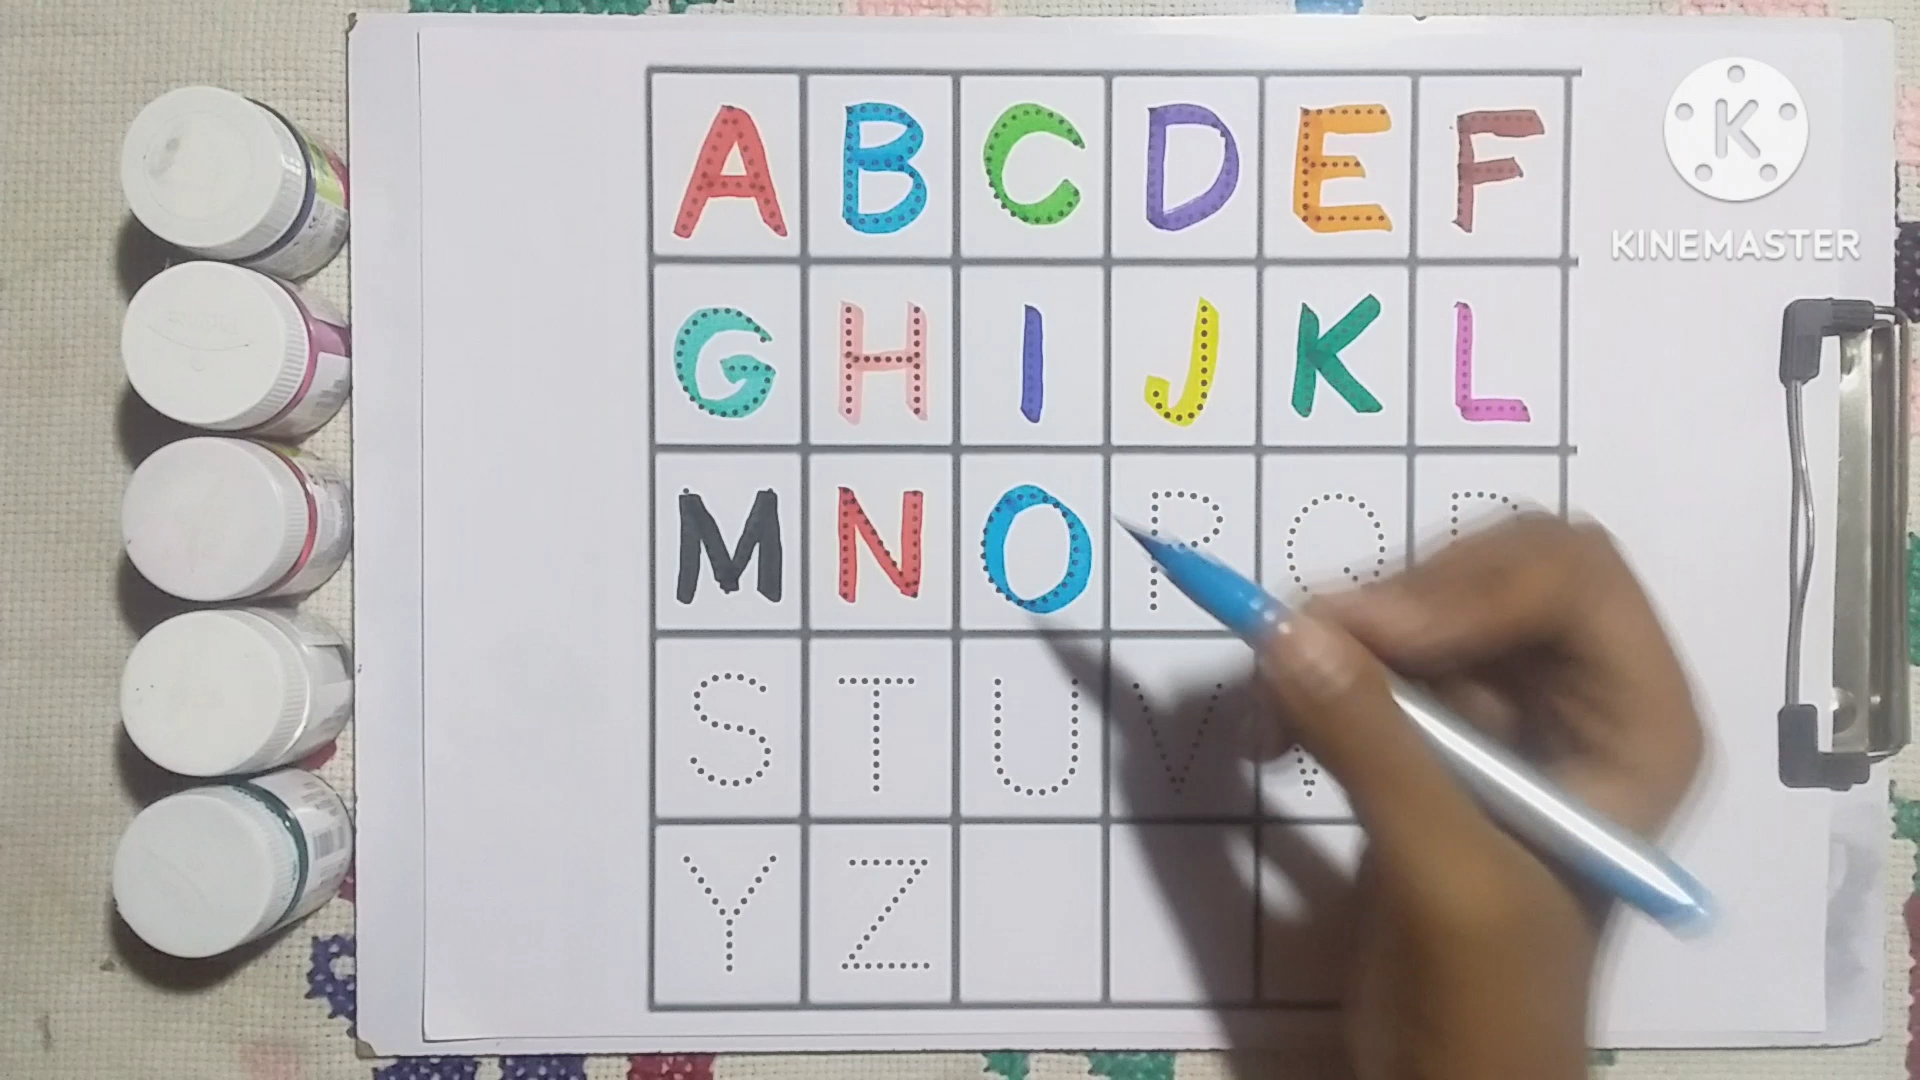 A B C D E F
G H I J K L
M N O P Q R
S T U V
Y Z
K
KINEMASTER